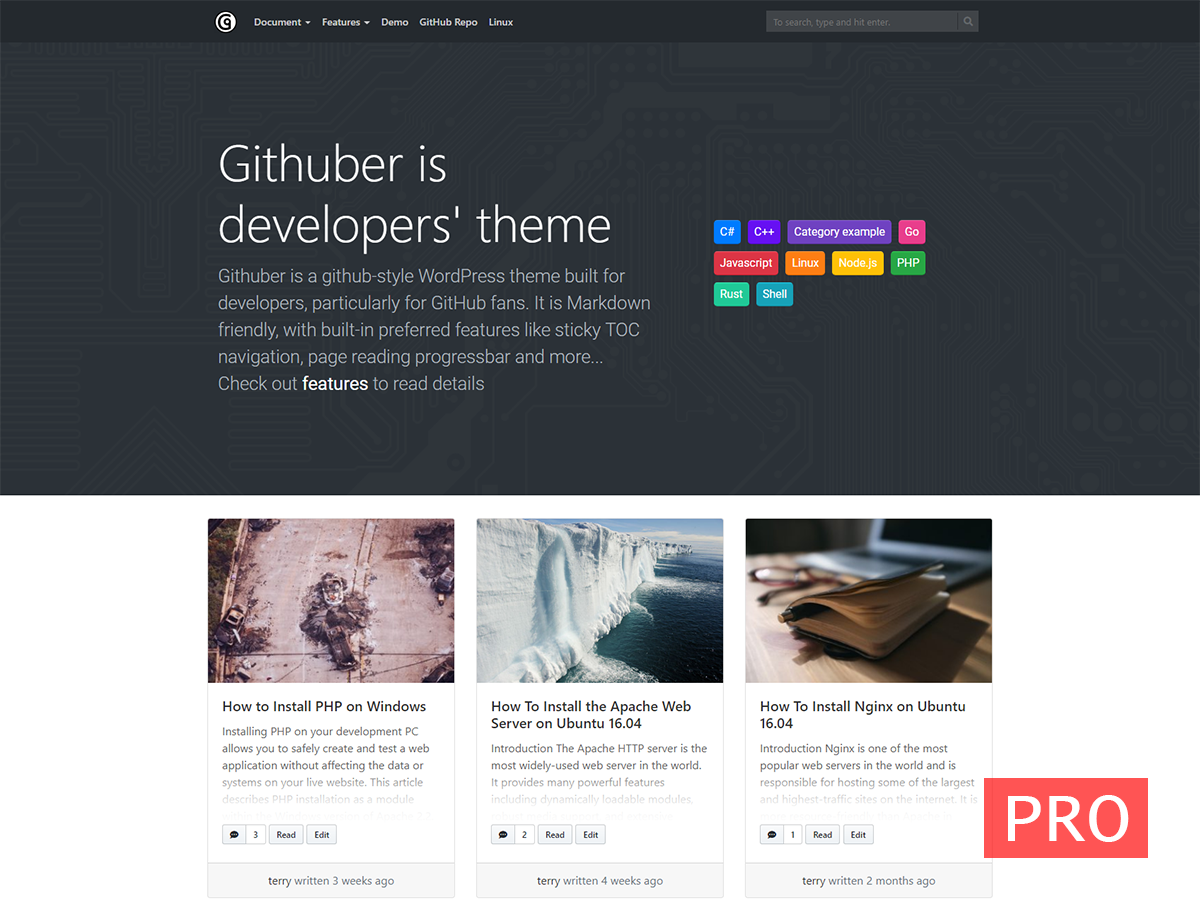 Document Features Demo GitHub Repo Linux
To search, type and hit enter.
Githuber is
developers' theme
Githuber is a github-style WordPress theme built for
developers, particularly for GitHub fans. It is Markdown
friendly, with built-in preferred features like sticky TOC
navigation, page reading progressbar and more...
Check out features to read details
C# C++ Category example Go
Javascript Linux Node.js PHP
Rust Shell
How to Install PHP on Windows
Installing PHP on your development PC
allows you to safely create and test a web
application without affecting the data or
systems on your live website. This article
describes PHP installation as a module
3 Read Edit
terry written 3 weeks ago
How To Install the Apache Web
Server on Ubuntu 16.04
Introduction The Apache HTTP server is the
most widely-used web server in the world.
It provides many powerful features
including dynamically loadable modules,
2 Read Edit
terry written 4 weeks ago
How To Install Nginx on Ubuntu
16.04
Introduction Nginx is one of the most
popular web servers in the world and is
responsible for hosting some of the largest
and highest-traffic sites on the internet. It is
1 Read Edit
terry written 2 months ago
PRO